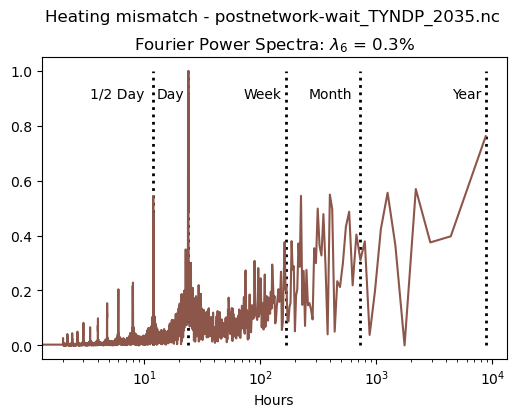 Heating mismatch - postnetwork-wait_TYNDP_2035.nc
Fourier Power Spectra: λ₆ = 0.3%
1.0
1/2 Day Day Week Month Year
0.8
0.6
0.4
0.2
0.0
10¹ 10² 10³ 10⁴
Hours